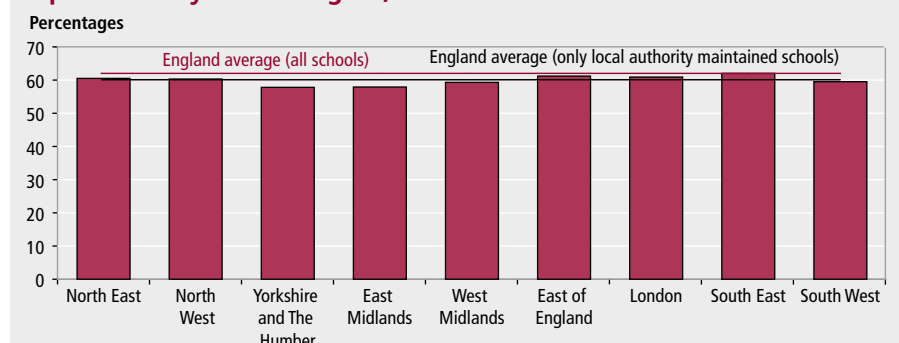 Percentages
70
England average (all schools)
England average (only local authority maintained schools)
60
50
40
30
20
10
0
North East
North
West
Yorkshire
and The
Humber
East
Midlands
West
Midlands
East of
England
London
South East
South West